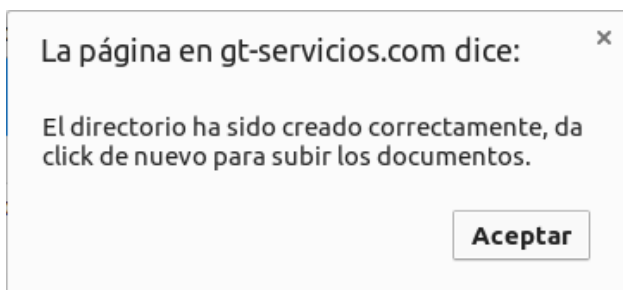 La página en gt-servicios.com dice:
×
El directorio ha sido creado correctamente, da
click de nuevo para subir los documentos.
Aceptar